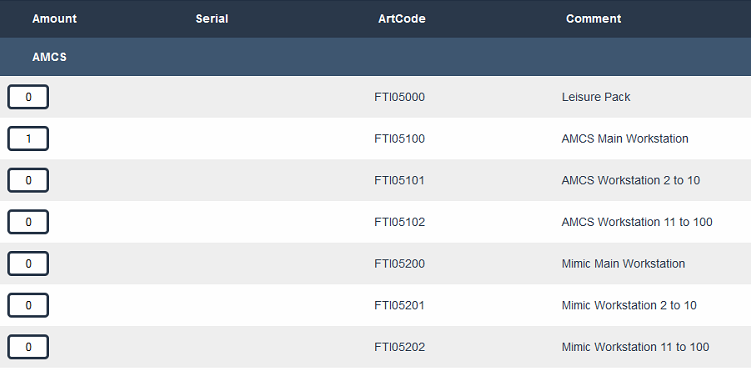 Amount Serial ArtCode Comment
AMCS
0 FTI05000 Leisure Pack
1 FTI05100 AMCS Main Workstation
0 FTI05101 AMCS Workstation 2 to 10
0 FTI05102 AMCS Workstation 11 to 100
0 FTI05200 Mimic Main Workstation
0 FTI05201 Mimic Workstation 2 to 10
0 FTI05202 Mimic Workstation 11 to 100